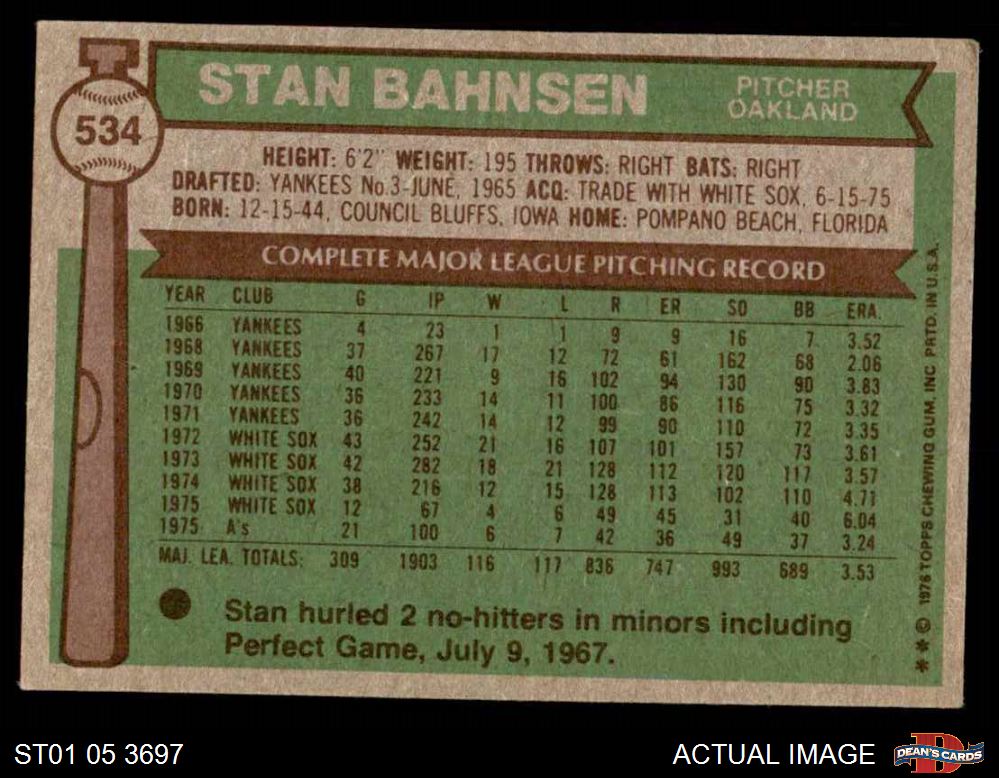 534
STAN BAHNSEN
PITCHER
OAKLAND
HEIGHT: 6'2" WEIGHT: 195 THROWS: RIGHT BATS: RIGHT
DRAFTED: YANKEES No.3-JUNE, 1965 ACQ: TRADE WITH WHITE SOX, 6-15-75
BORN: 12-15-44, COUNCIL BLUFFS, IOWA HOME: POMPANO BEACH, FLORIDA
COMPLETE MAJOR LEAGUE PITCHING RECORD
YEAR CLUB G IP W L R ER SO BB ERA.
1966 YANKEES 4 23 1 1 9 9 16 7 3.52
1968 YANKEES 37 267 17 12 72 61 162 68 2.06
1969 YANKEES 40 221 9 16 102 94 130 90 3.83
1970 YANKEES 36 233 14 11 100 86 116 75 3.32
1971 YANKEES 36 242 14 12 99 90 110 72 3.35
1972 WHITE SOX 43 252 21 16 107 101 157 73 3.61
1973 WHITE SOX 42 282 18 21 128 112 120 117 3.57
1974 WHITE SOX 38 216 12 15 128 113 102 110 4.71
1975 WHITE SOX 12 67 4 6 49 45 31 40 6.04
1975 A's 21 100 6 7 42 36 49 37 3.24
MAJ. LEA. TOTALS: 309 1903 116 117 836 747 993 689 3.53
Stan hurled 2 no-hitters in minors including
Perfect Game, July 9, 1967.
* * © 1976 TOPPS CHEWING GUM, INC PRTD. IN U.S.A.
ST01 05 3697
ACTUAL IMAGE
D
DEAN'S CARDS